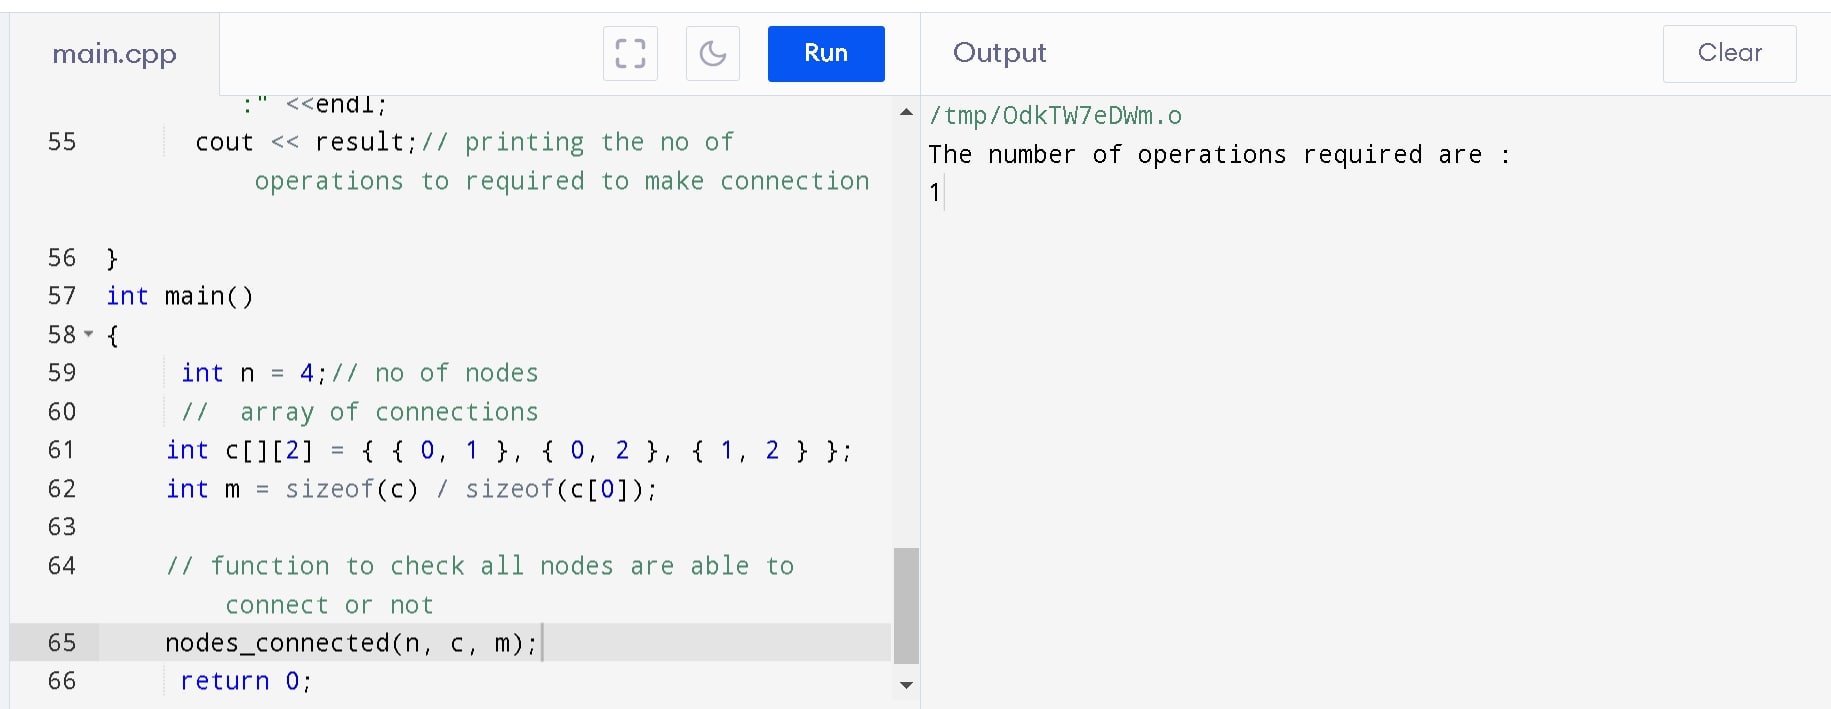 main.cpp
Run
Output
Clear
:" <<endl;
55 cout << result;// printing the no of
operations to required to make connection
56 }
57 int main()
58 {
59 int n = 4;// no of nodes
60 // array of connections
61 int c[][2] = { { 0, 1 }, { 0, 2 }, { 1, 2 } };
62 int m = sizeof(c) / sizeof(c[0]);
63
64 // function to check all nodes are able to
connect or not
65 nodes_connected(n, c, m);
66 return 0;
/tmp/OdkTW7eDWm.o
The number of operations required are :
1